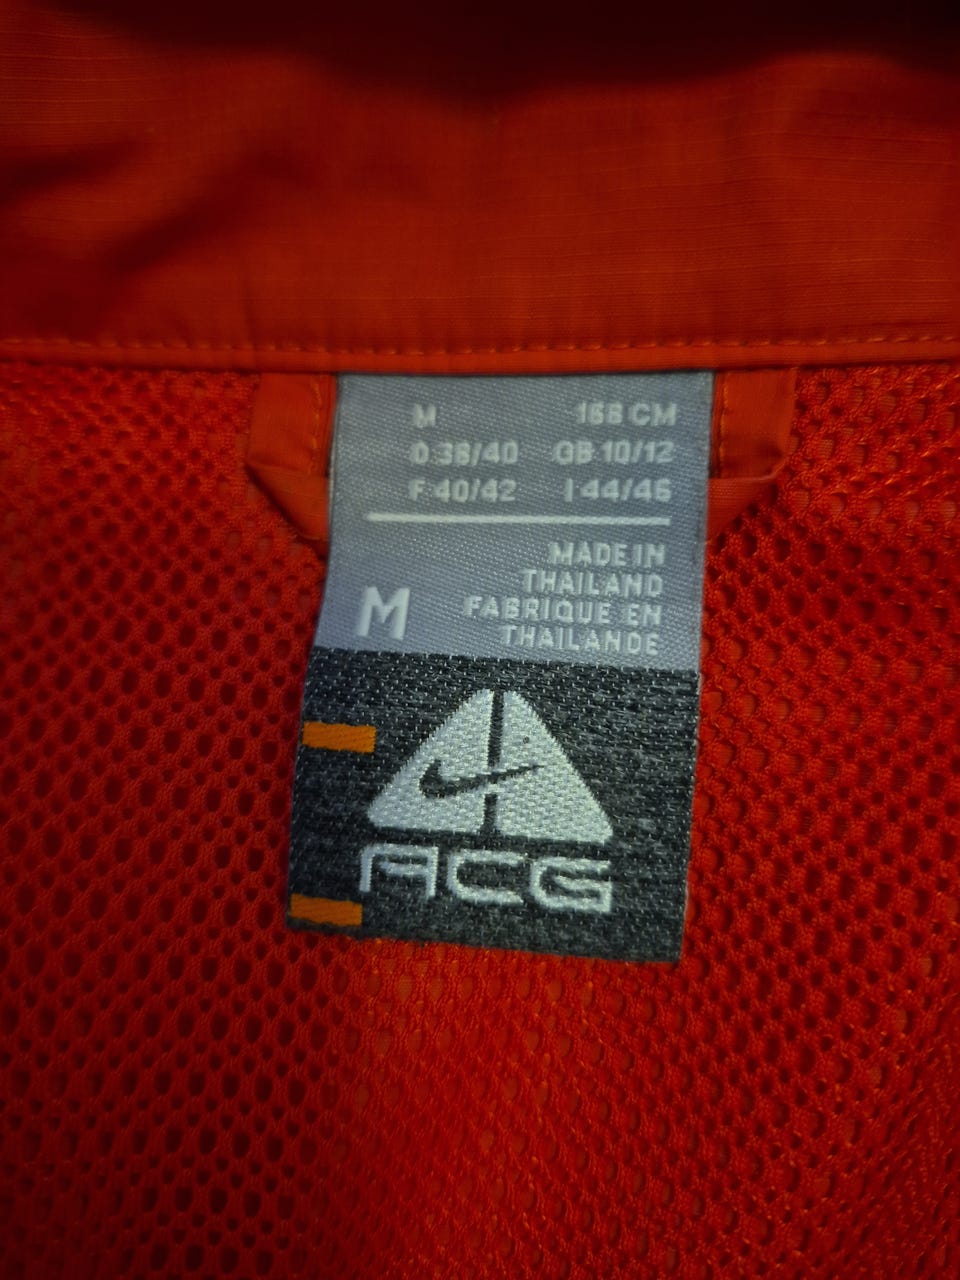 M 168 CM
D 38/40 GB 10/12
F 40/42 I 44/46
M
MADE IN
THAILAND
FABRIQUE EN
THAILANDE
ACG